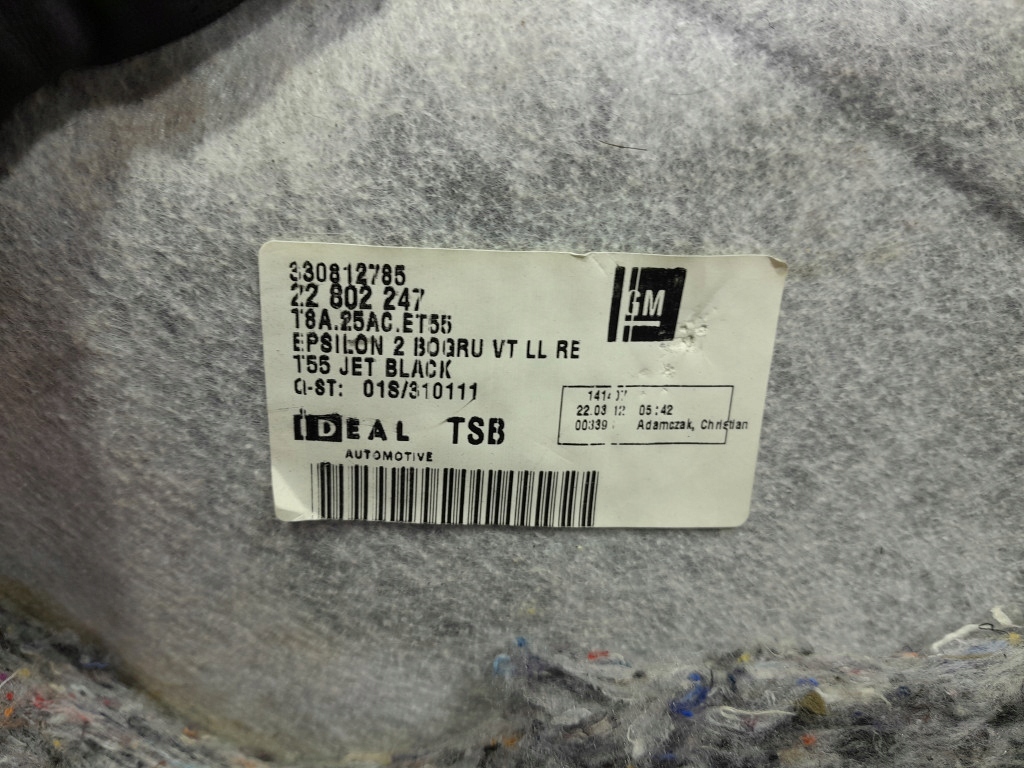 330812785
22 802 247
T8A.25AC.ET55
EPSILON 2 BOGRU VT LL RE
T55 JET BLACK
Q-ST: 01S/310111
IDEAL TSB
AUTOMOTIVE
GM
22.03.12 05:42
00339 Adamczak, Christian